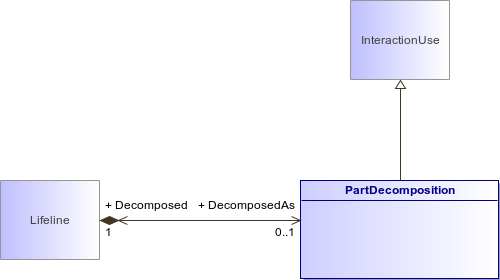 InteractionUse
PartDecomposition
+ Decomposed + DecomposedAs
Lifeline
1 0..1